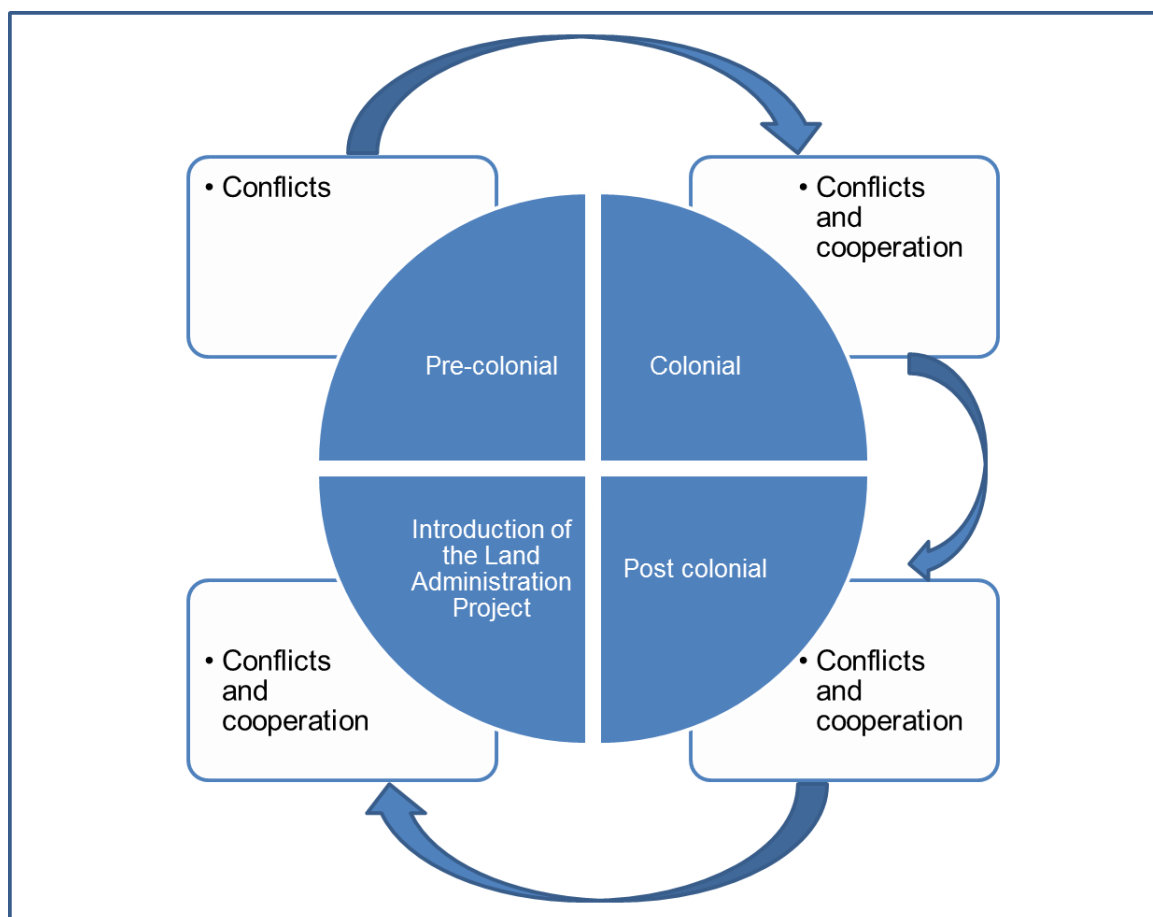 • Conflicts
• Conflicts
and
cooperation
Pre-colonial
Colonial
Introduction of
the Land
Administration
Project
Post colonial
• Conflicts
and
cooperation
• Conflicts
and
cooperation